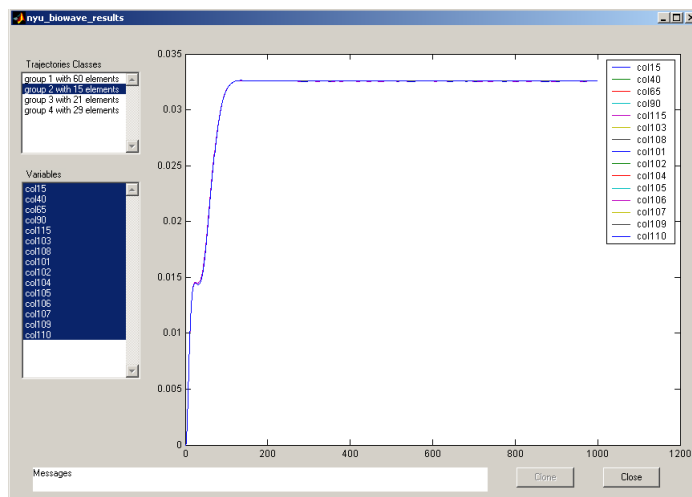 nyu_biowave_results
Trajectories Classes
group 1 with 60 elements
group 2 with 15 elements
group 3 with 21 elements
group 4 with 29 elements
Variables
col15
col40
col65
col90
col115
col103
col108
col101
col102
col104
col105
col106
col107
col109
col110
0.035
0.03
0.025
0.02
0.015
0.01
0.005
0
0
200
400
600
800
1000
1200
col15
col40
col65
col90
col115
col103
col108
col101
col102
col104
col105
col106
col107
col109
col110
Messages
Clone
Close